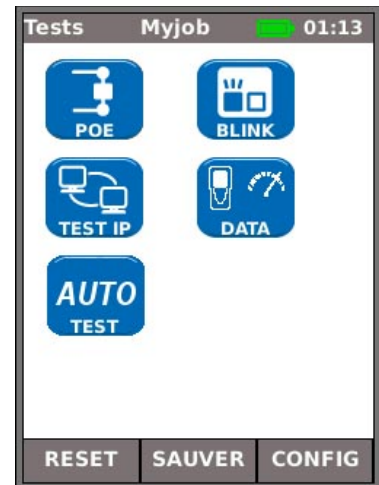 Tests Myjob 01:13
POE BLINK
TEST IP DATA
AUTO
TEST
RESET SAUVER CONFIG